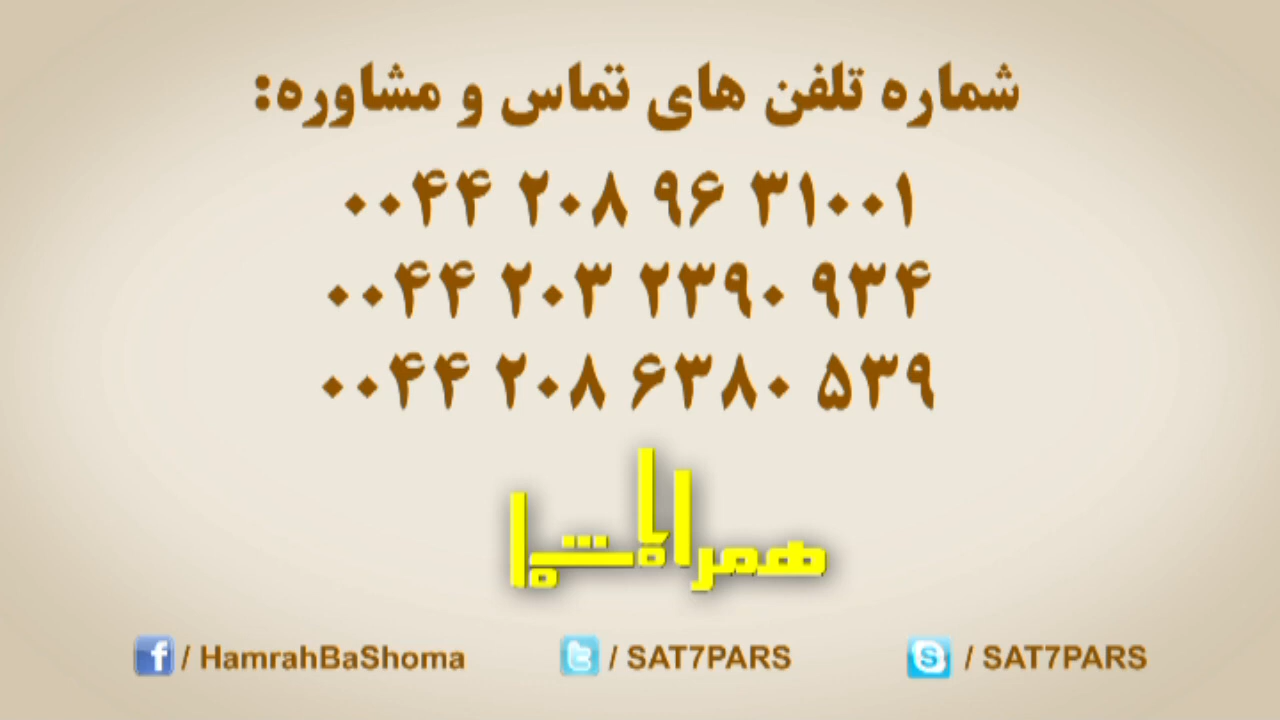 شماره تلفن های تماس و مشاوره:
۰۰۴۴ ۲۰۸ ۹۶ ۳۱۰۰۱
۰۰۴۴ ۲۰۳ ۲۳۹۰ ۹۳۴
۰۰۴۴ ۲۰۸ ۶۳۸۰ ۵۳۹
همراه با شما
/ HamrahBaShoma
/ SAT7PARS
/ SAT7PARS